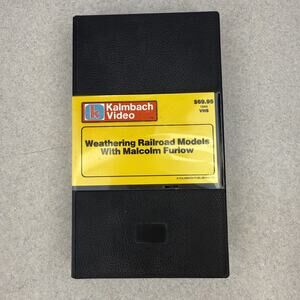 k Kalmbach
Video
$69.95
VHS
Weathering Railroad Models
With Malcolm Furlow